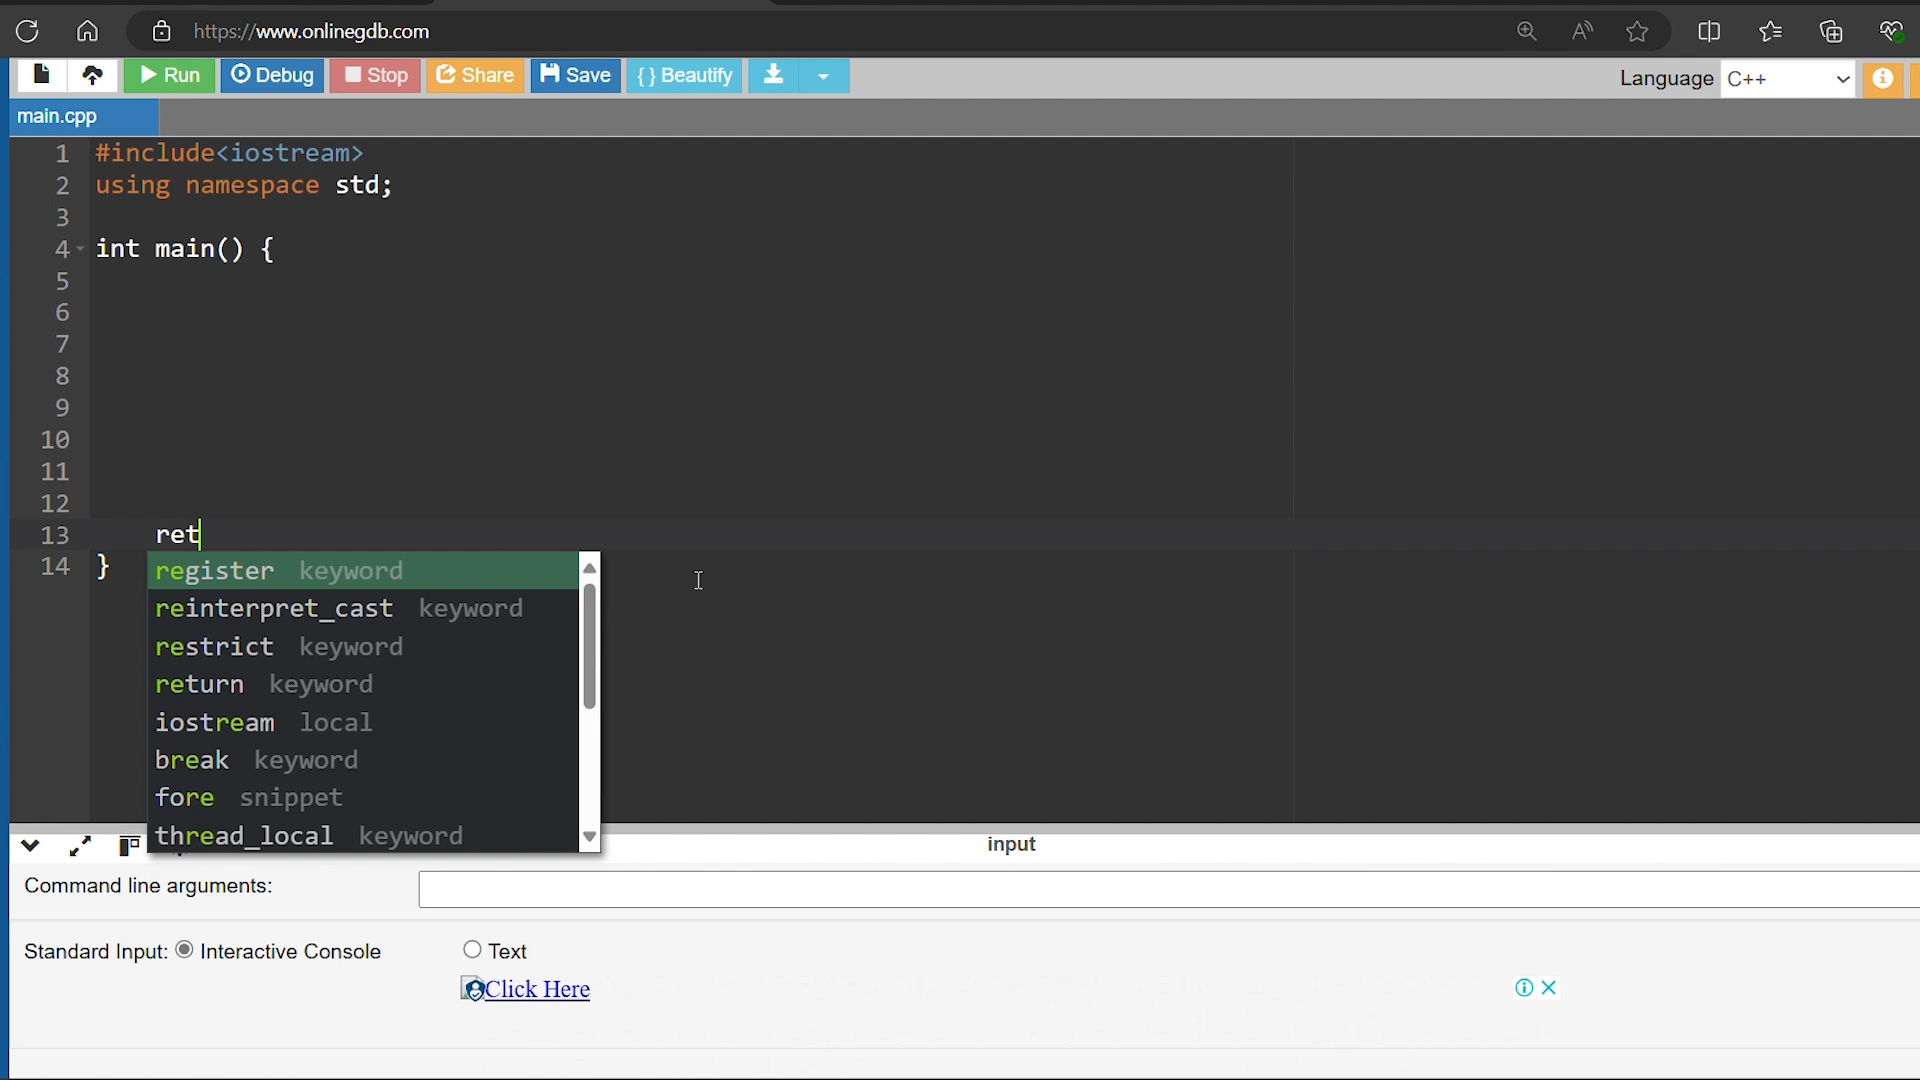 https://www.onlinegdb.com
Run Debug Stop Share Save {} Beautify Language C++
main.cpp
1 #include<iostream>
2 using namespace std;
3
4 int main() {
5
6
7
8
9
10
11
12
13 ret
14 }
register keyword
reinterpret_cast keyword
restrict keyword
return keyword
iostream local
break keyword
fore snippet
thread_local keyword
input
Command line arguments:
Standard Input: Interactive Console Text
Click Here